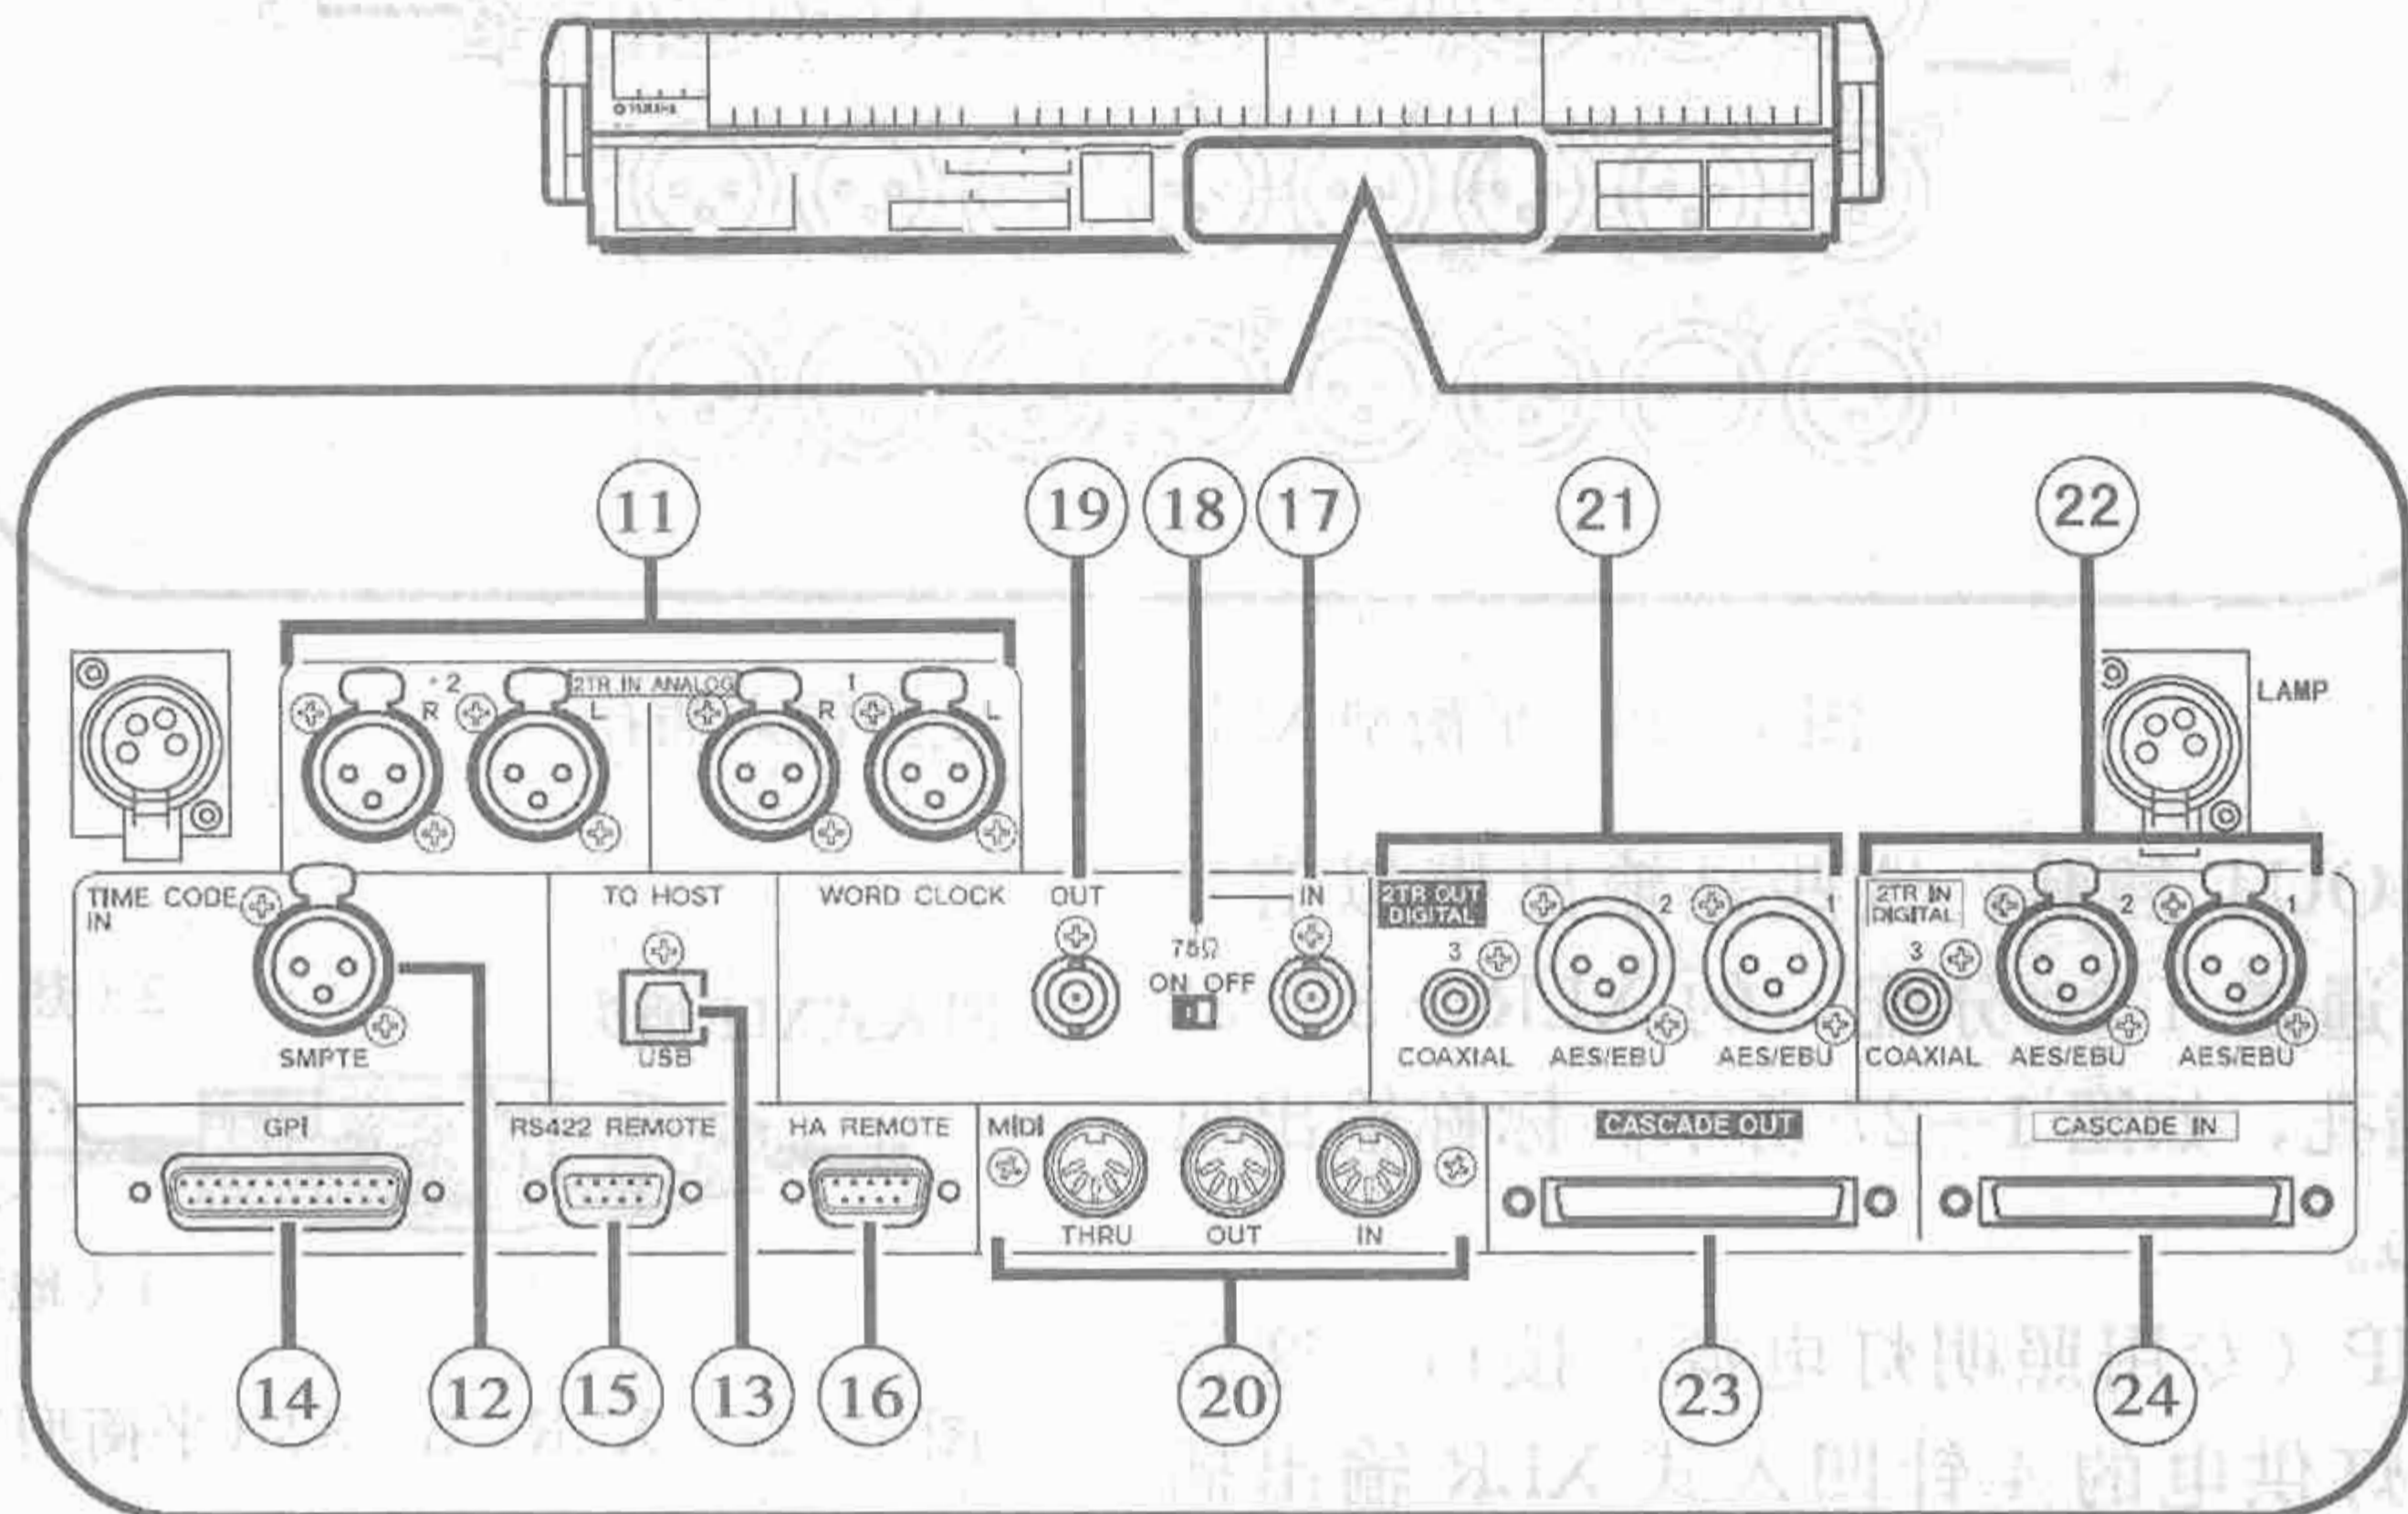 YAMAHA
11
19
18
17
21
22
2
2TR IN ANALOG
1
R
L
R
L
LAMP
TIME CODE
IN
TO HOST
WORD CLOCK
OUT
IN
2TR OUT
DIGITAL
2
1
2TR IN
DIGITAL
2
1
75Ω
ON OFF
3
3
SMPTE
USB
COAXIAL
AES/EBU
AES/EBU
COAXIAL
AES/EBU
AES/EBU
GPI
RS422 REMOTE
HA REMOTE
MIDI
CASCADE OUT
CASCADE IN
THRU
OUT
IN
14
12
15
13
16
20
23
24